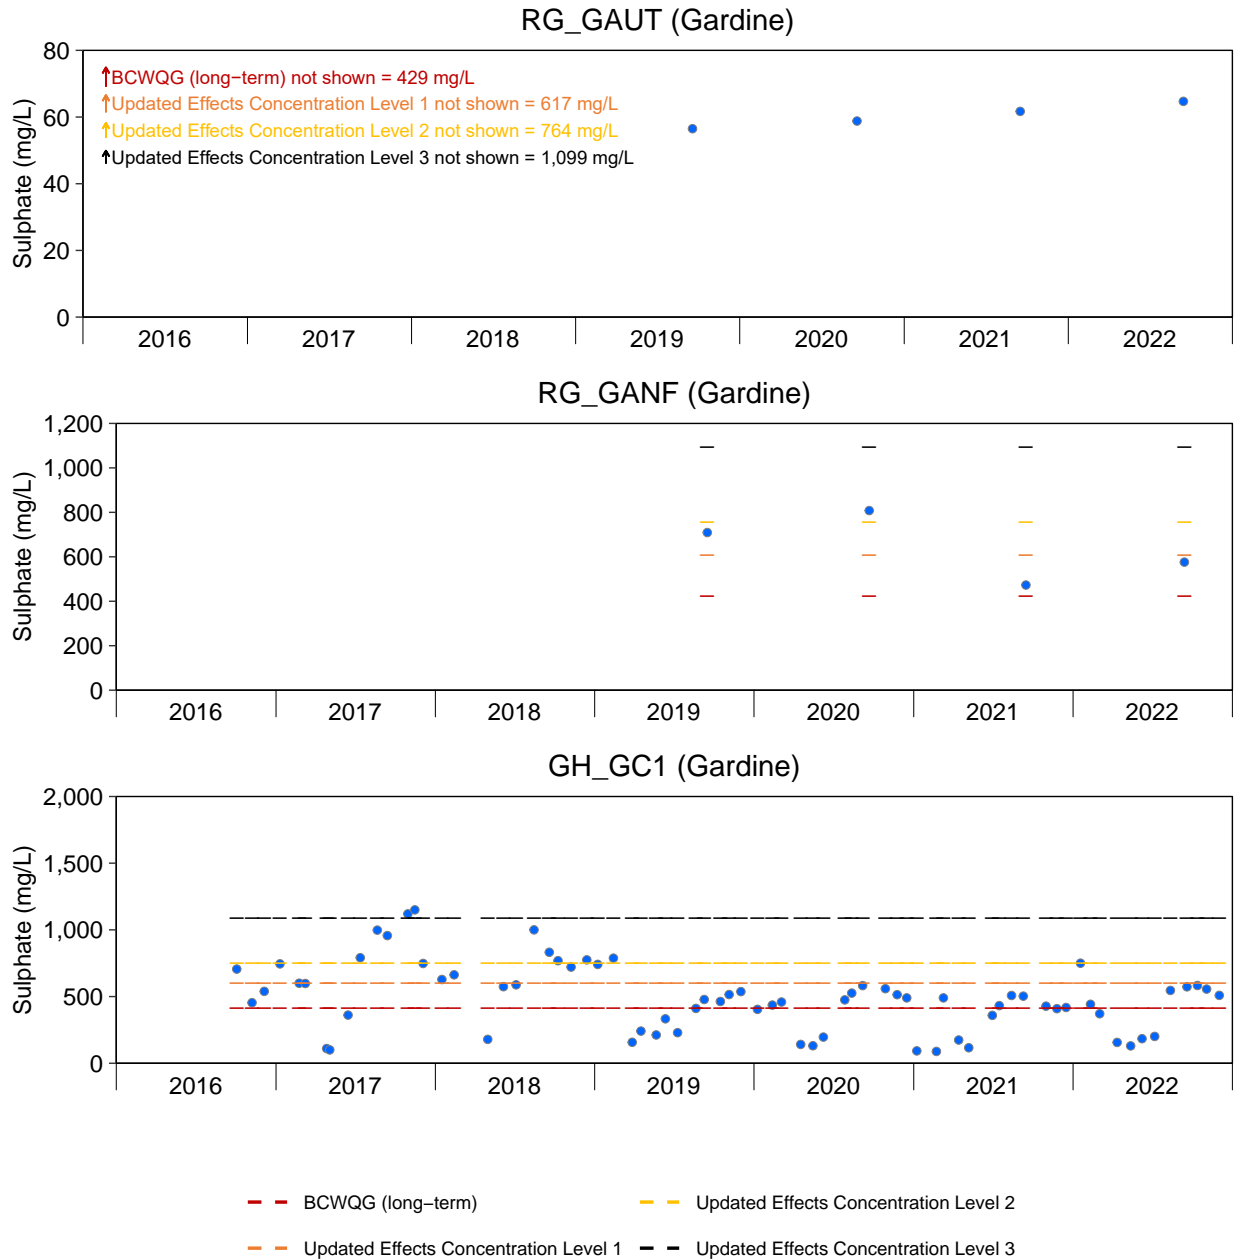 RG_GAUT (Gardine)
Sulphate (mg/L)
80
60
40
20
0
↑BCWQG (long−term) not shown = 429 mg/L
↑Updated Effects Concentration Level 1 not shown = 617 mg/L
↑Updated Effects Concentration Level 2 not shown = 764 mg/L
↑Updated Effects Concentration Level 3 not shown = 1,099 mg/L
2016 2017 2018 2019 2020 2021 2022
RG_GANF (Gardine)
Sulphate (mg/L)
1,200
1,000
800
600
400
200
0
2016 2017 2018 2019 2020 2021 2022
GH_GC1 (Gardine)
Sulphate (mg/L)
2,000
1,500
1,000
500
0
2016 2017 2018 2019 2020 2021 2022
BCWQG (long−term)
Updated Effects Concentration Level 2
Updated Effects Concentration Level 1
Updated Effects Concentration Level 3